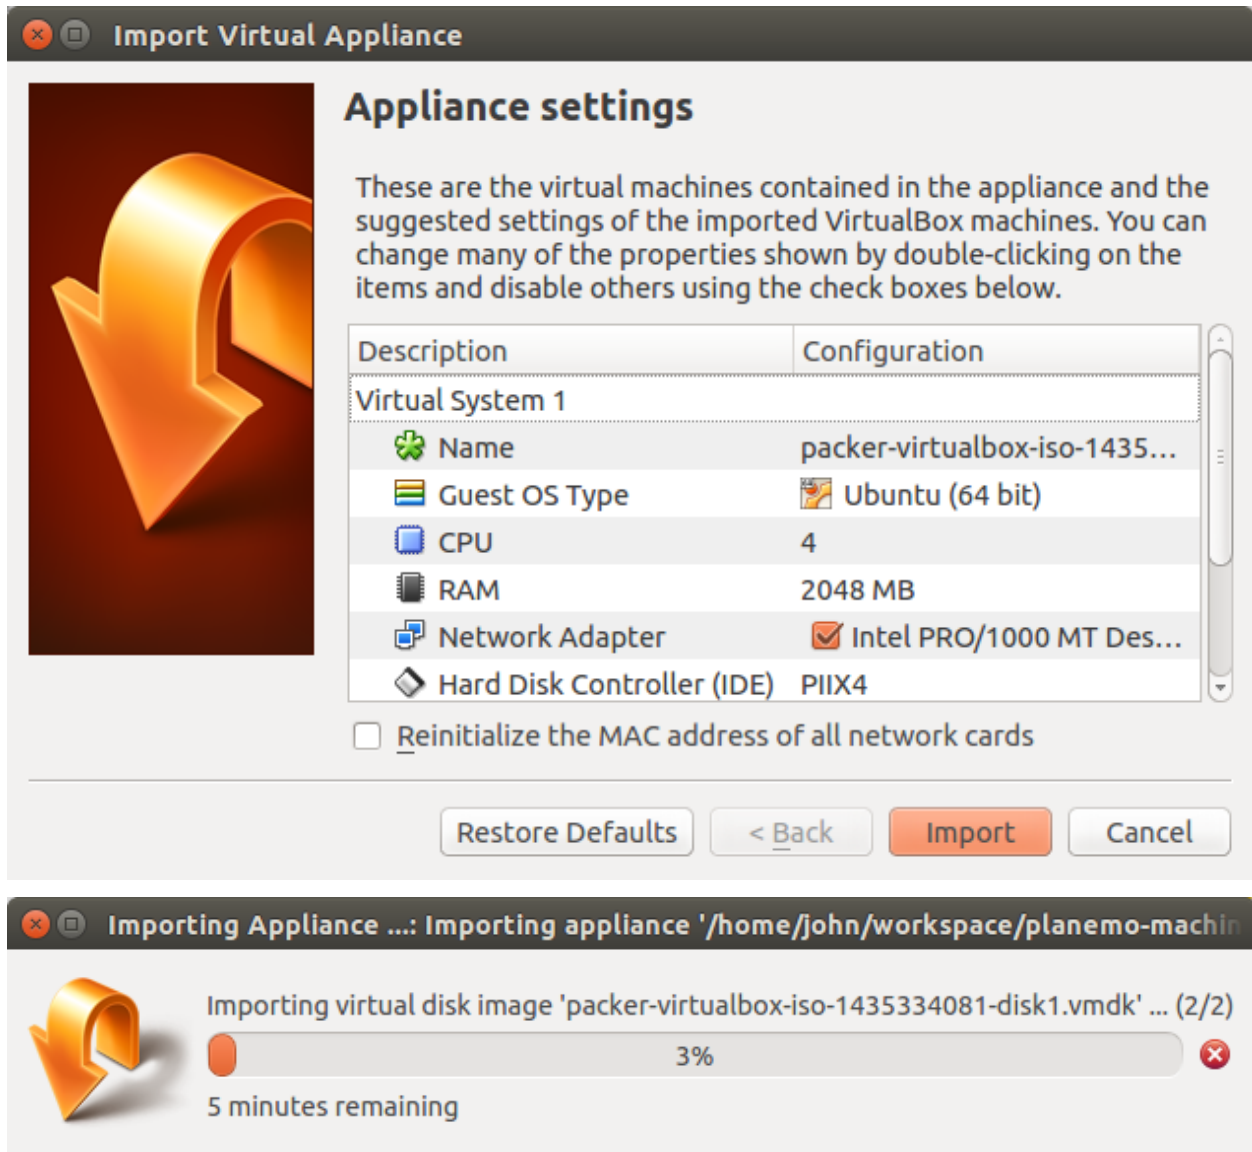 Import Virtual Appliance
Appliance settings
These are the virtual machines contained in the appliance and the
suggested settings of the imported VirtualBox machines. You can
change many of the properties shown by double-clicking on the
items and disable others using the check boxes below.
Description Configuration
Virtual System 1
Name packer-virtualbox-iso-1435...
Guest OS Type Ubuntu (64 bit)
CPU 4
RAM 2048 MB
Network Adapter Intel PRO/1000 MT Des...
Hard Disk Controller (IDE) PIIX4
Reinitialize the MAC address of all network cards
Restore Defaults < Back Import Cancel
Importing Appliance ...: Importing appliance '/home/john/workspace/planemo-machin
Importing virtual disk image 'packer-virtualbox-iso-1435334081-disk1.vmdk' ... (2/2)
3%
5 minutes remaining